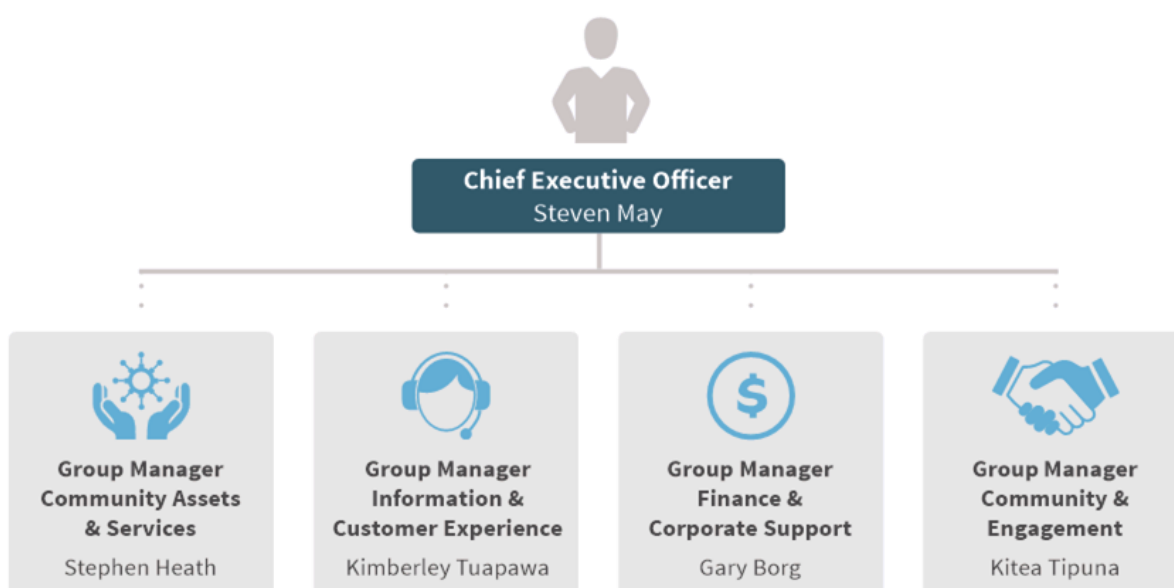 Chief Executive Officer
Steven May
$
Group Manager
Community Assets
& Services
Stephen Heath
Group Manager
Information &
Customer Experience
Kimberley Tuapawa
Group Manager
Finance &
Corporate Support
Gary Borg
Group Manager
Community &
Engagement
Kitea Tipuna